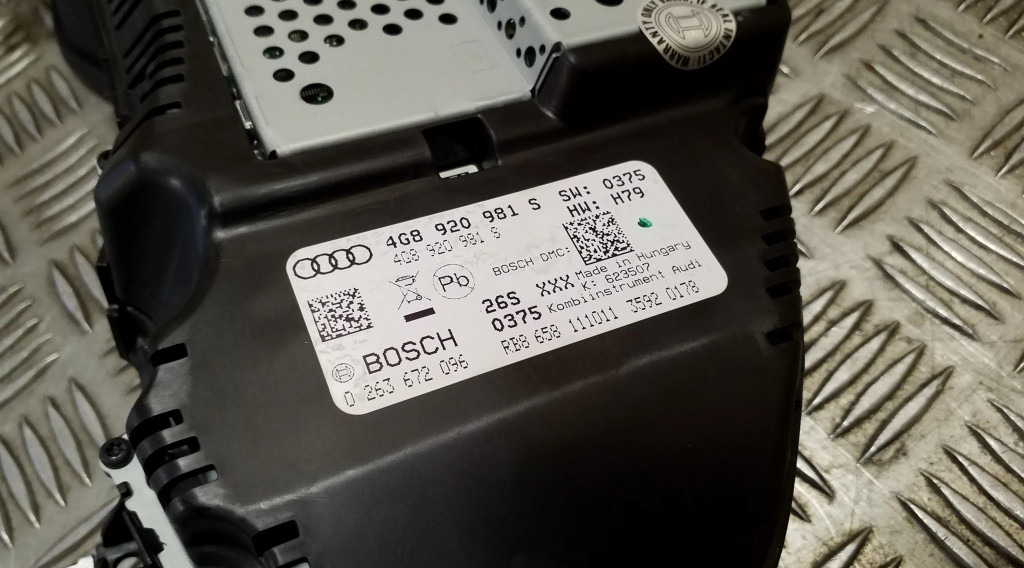 4G8 920 981 S SW: 0375
4G8 920 981 S HW: H79
BOSCH DMC:
Pb
26S XXX Made in Hungary
K: 623507
0375 Kombiinstrument Audi
BOSCH
RB8 658 111011 3592 0178
0 263 672 096